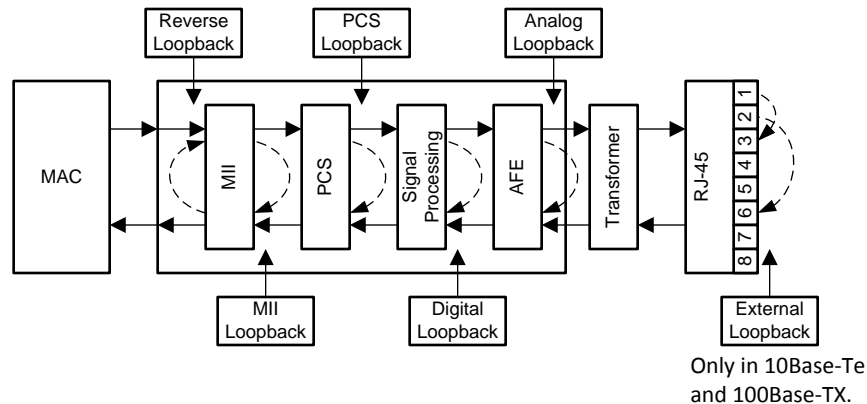 Reverse
Loopback
PCS
Loopback
Analog
Loopback
MAC
MII
PCS
Signal
Processing
AFE
Transformer
RJ-45
1
2
3
4
5
6
7
8
MII
Loopback
Digital
Loopback
External
Loopback
Only in 10Base-Te
and 100Base-TX.